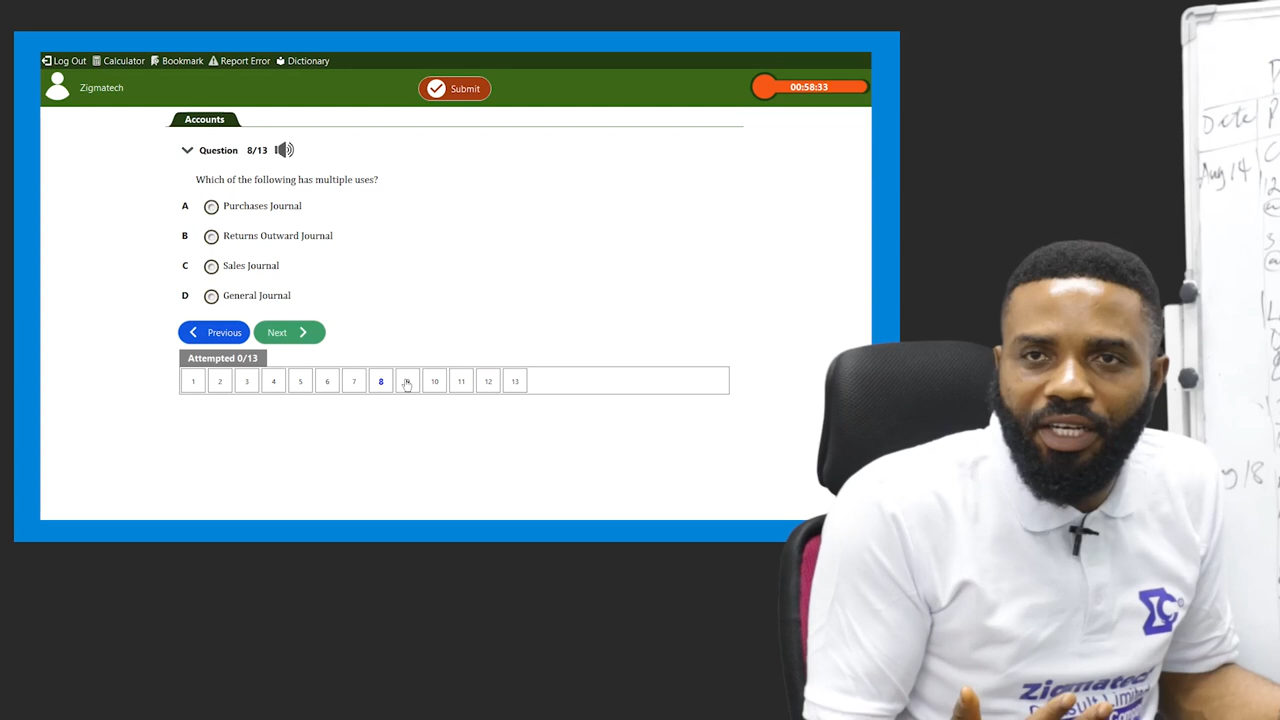 Log Out Calculator Bookmark Report Error Dictionary
Zigmatech
Submit
00:58:33
Accounts
Question 8/13
Which of the following has multiple uses?
A Purchases Journal
B Returns Outward Journal
C Sales Journal
D General Journal
Previous Next
Attempted 0/13
1 2 3 4 5 6 7 8 10 11 12 13
Date
Aug 14
18
Zigmatech